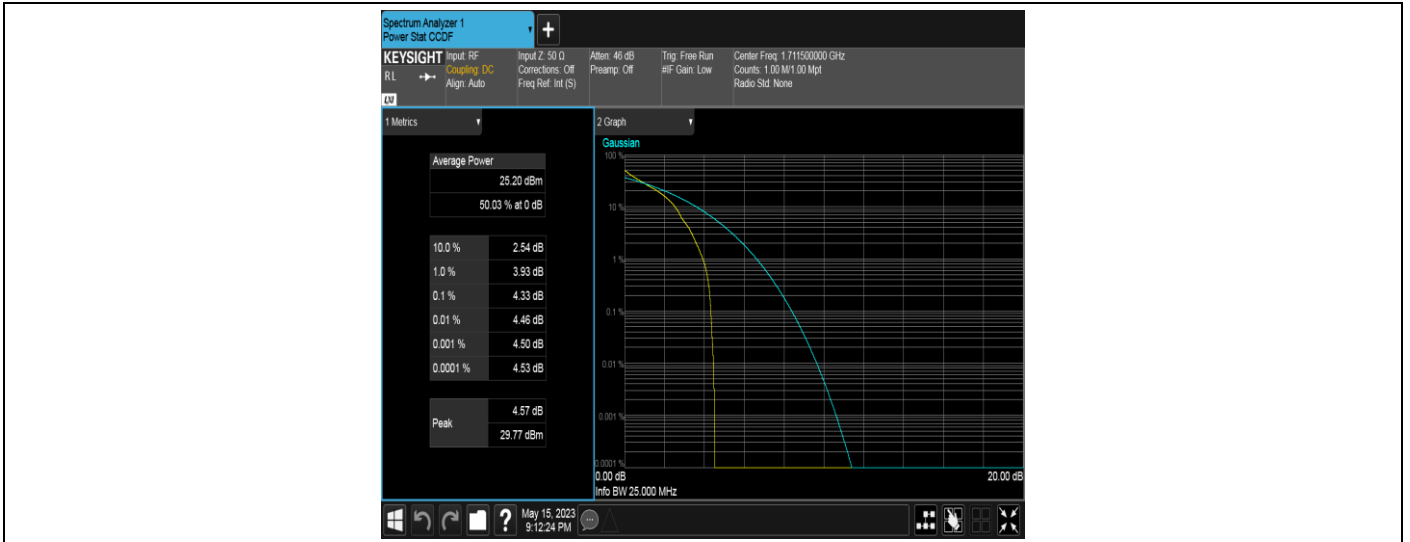 Spectrum Analyzer 1
Power Stat CCDF
+
KEYSIGHT
RL
LXI
Input: RF
Coupling: DC
Align: Auto
Input Z: 50 Ω
Corrections: Off
Freq Ref: Int (S)
Atten: 46 dB
Preamp: Off
Trig: Free Run
#IF Gain: Low
Center Freq: 1.711500000 GHz
Counts: 1.00 M/1.00 Mpt
Radio Std: None
1 Metrics
Average Power
25.20 dBm
50.03 % at 0 dB
10.0 % 2.54 dB
1.0 % 3.93 dB
0.1 % 4.33 dB
0.01 % 4.46 dB
0.001 % 4.50 dB
0.0001 % 4.53 dB
Peak 4.57 dB
29.77 dBm
2 Graph
Gaussian
100 %
10 %
1 %
0.1 %
0.01 %
0.001 %
0.0001 %
0.00 dB 20.00 dB
Info BW 25.000 MHz
?
May 15, 2023
9:12:24 PM